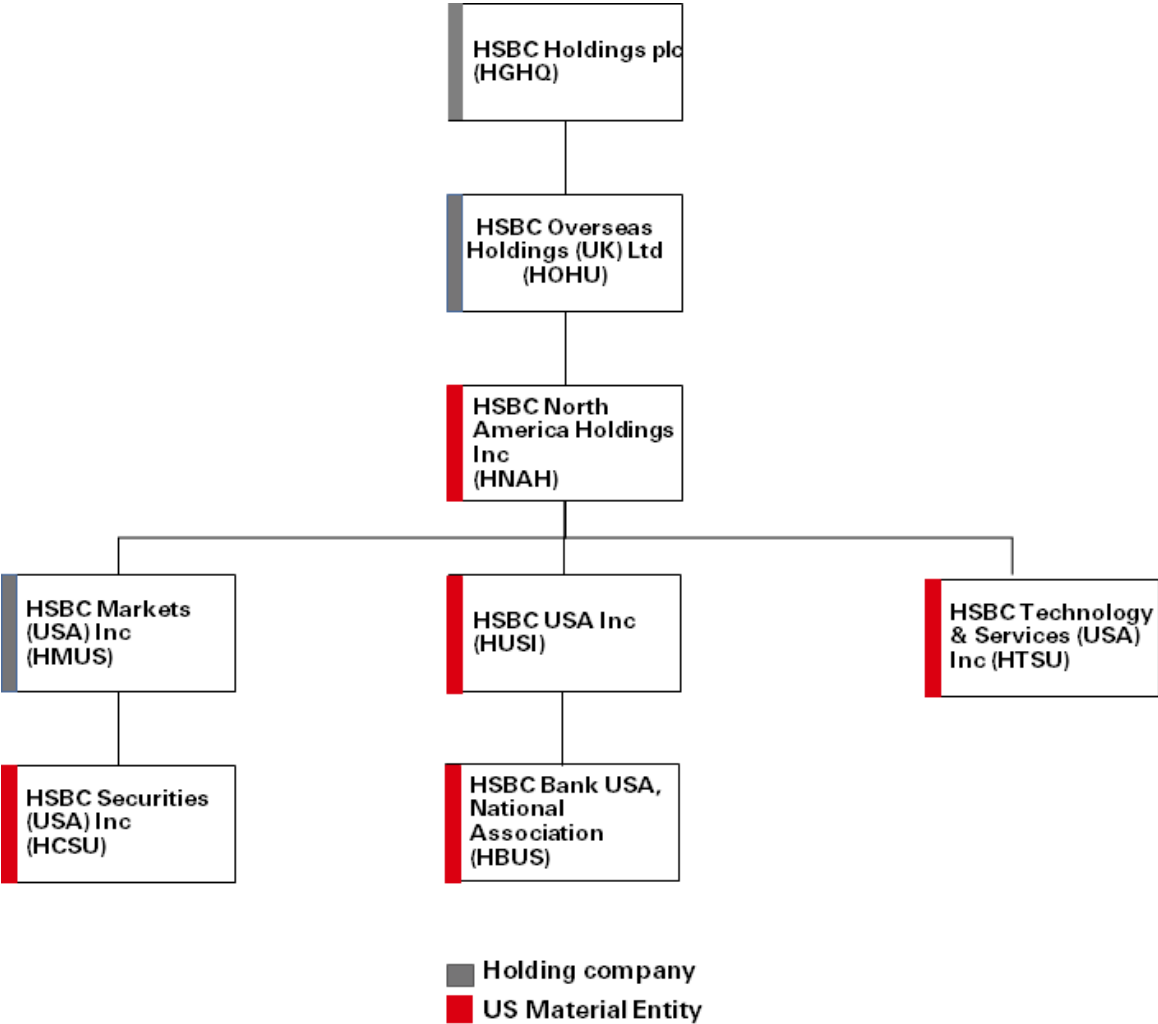 HSBC Holdings plc
(HGHQ)
HSBC Overseas
Holdings (UK) Ltd
(HOHU)
HSBC North
America Holdings
Inc
(HNAH)
HSBC Markets
(USA) Inc
(HMUS)
HSBC USA Inc
(HUSI)
HSBC Technology
& Services (USA)
Inc (HTSU)
HSBC Securities
(USA) Inc
(HCSU)
HSBC Bank USA,
National
Association
(HBUS)
Holding company
US Material Entity